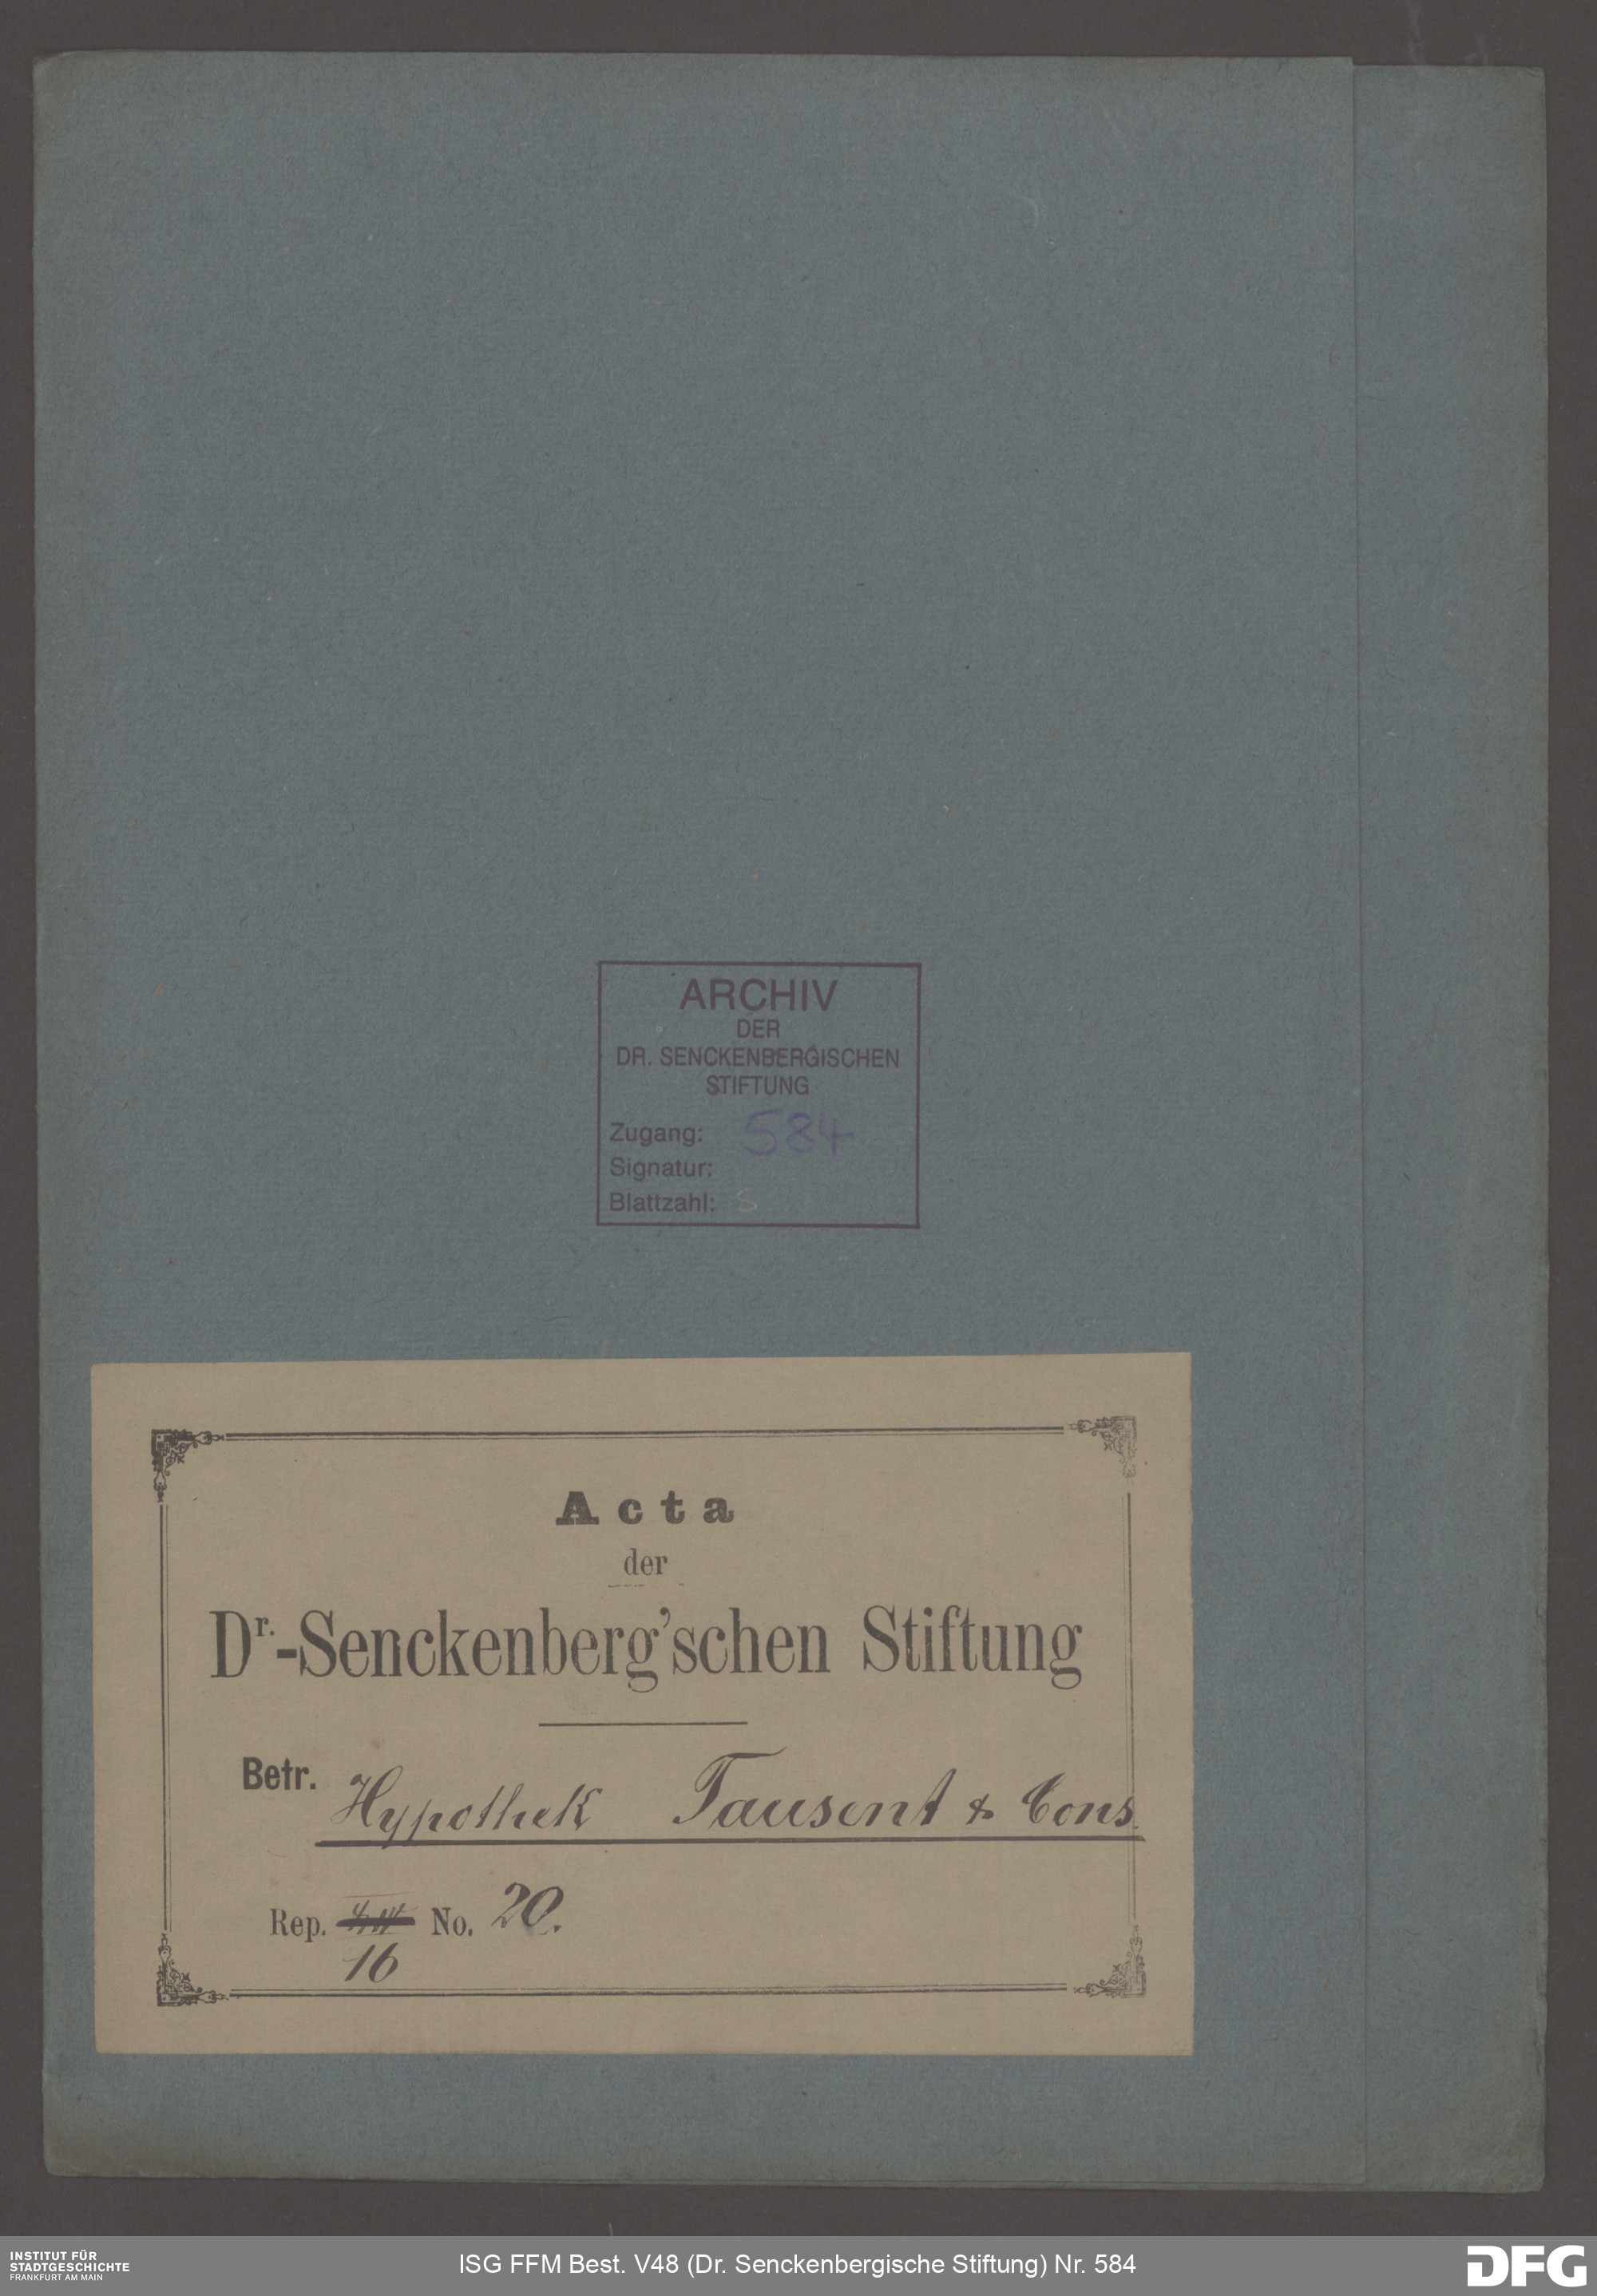 ARCHIV
DER
DR. SENCKENBERGISCHEN
STIFTUNG
Zugang: 584
Signatur:
Blattzahl: S
Acta
der
Dr.-Senckenberg'schen Stiftung
Betr. Hypothek Tausent & Cons.
Rep. No. 20.
16
INSTITUT FÜR
STADTGESCHICHTE
FRANKFURT AM MAIN
ISG FFM Best. V48 (Dr. Senckenbergische Stiftung) Nr. 584
DFG